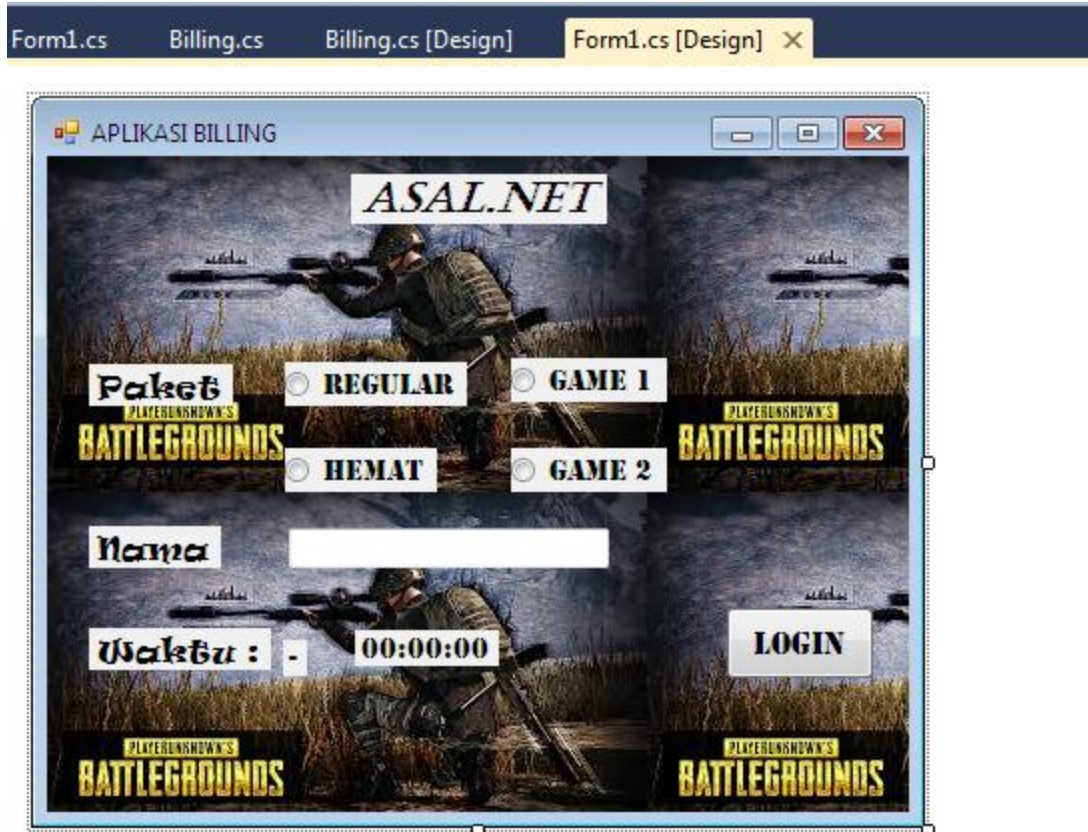 Form1.cs Billing.cs Billing.cs [Design] Form1.cs [Design]
APLIKASI BILLING
ASAL.NET
Paket REGULAR GAME 1
PLAYERUNKNOWN'S PLAYERUNKNOWN'S
BATTLEGROUNDS BATTLEGROUNDS
HEMAT GAME 2
Nama
Waktu : - 00:00:00 LOGIN
PLAYERUNKNOWN'S PLAYERUNKNOWN'S
BATTLEGROUNDS BATTLEGROUNDS